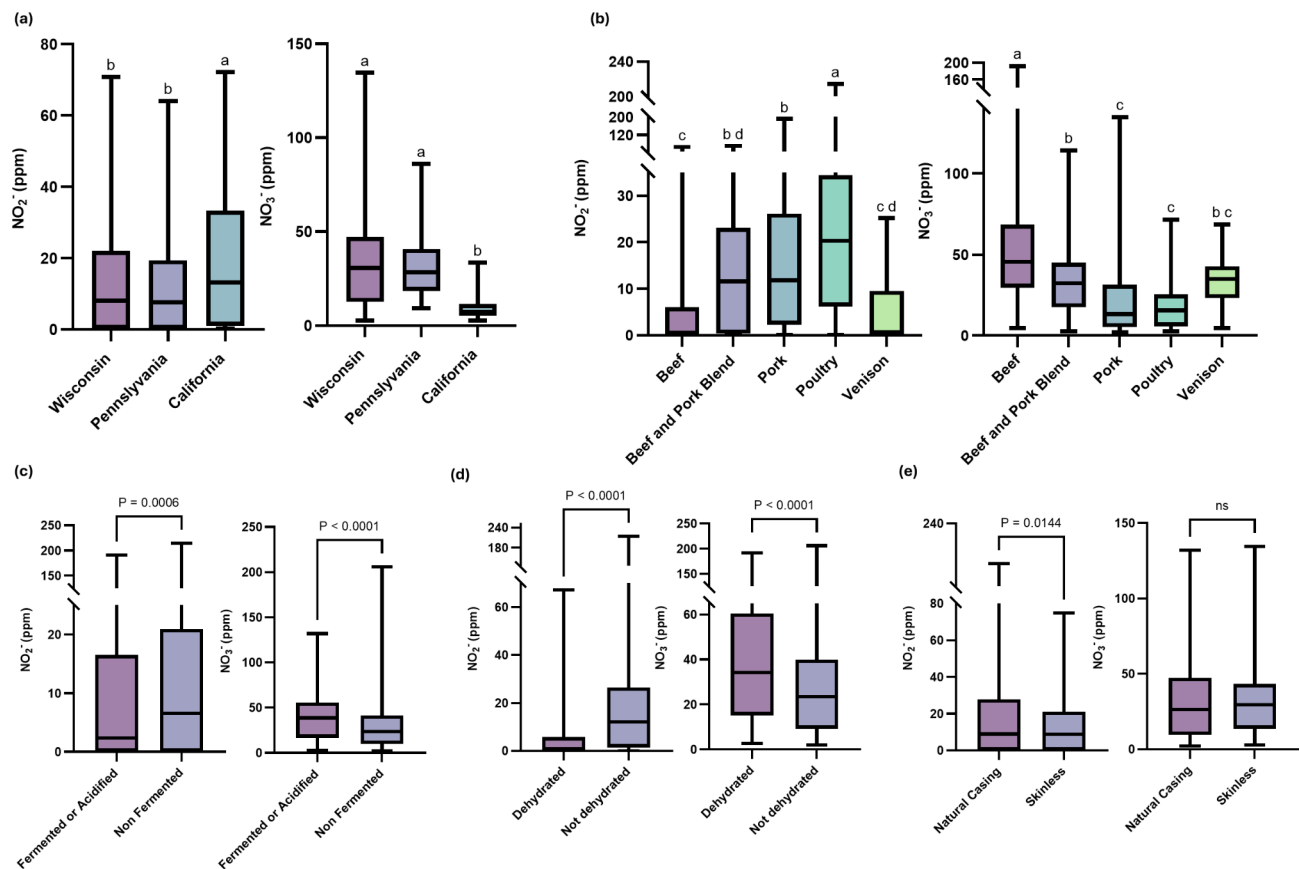 (a)
80
60
40
20
0
NO₂⁻ (ppm)
b
b
a
Wisconsin
Pennslyvania
California
150
100
50
0
NO₃⁻ (ppm)
a
a
b
Wisconsin
Pennsylvania
California
(b)
240
200
200
120
30
20
10
0
NO₂⁻ (ppm)
c
b d
b
a
c d
Beef
Beef and Pork Blend
Pork
Poultry
Venison
200
160
100
50
0
NO₃⁻ (ppm)
a
b
c
c
b c
Beef
Beef and Pork Blend
Pork
Poultry
Venison
(c)
P = 0.0006
250
200
150
100
50
20
10
0
NO₂⁻ (ppm)
Fermented or Acidified
Non Fermented
P < 0.0001
250
200
150
100
50
0
NO₃⁻ (ppm)
Fermented or Acidified
Non Fermented
(d)
P < 0.0001
240
180
60
40
20
0
NO₂⁻ (ppm)
Dehydrated
Not dehydrated
P < 0.0001
250
200
150
100
60
40
20
0
NO₃⁻ (ppm)
Dehydrated
Not dehydrated
(e)
P = 0.0144
240
80
60
40
20
0
NO₂⁻ (ppm)
Natural Casing
Skinless
ns
150
100
50
0
NO₃⁻ (ppm)
Natural Casing
Skinless